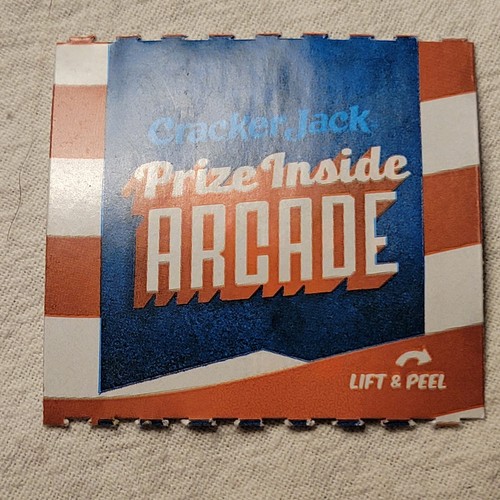 Cracker Jack
Prize Inside
ARCADE
LIFT & PEEL